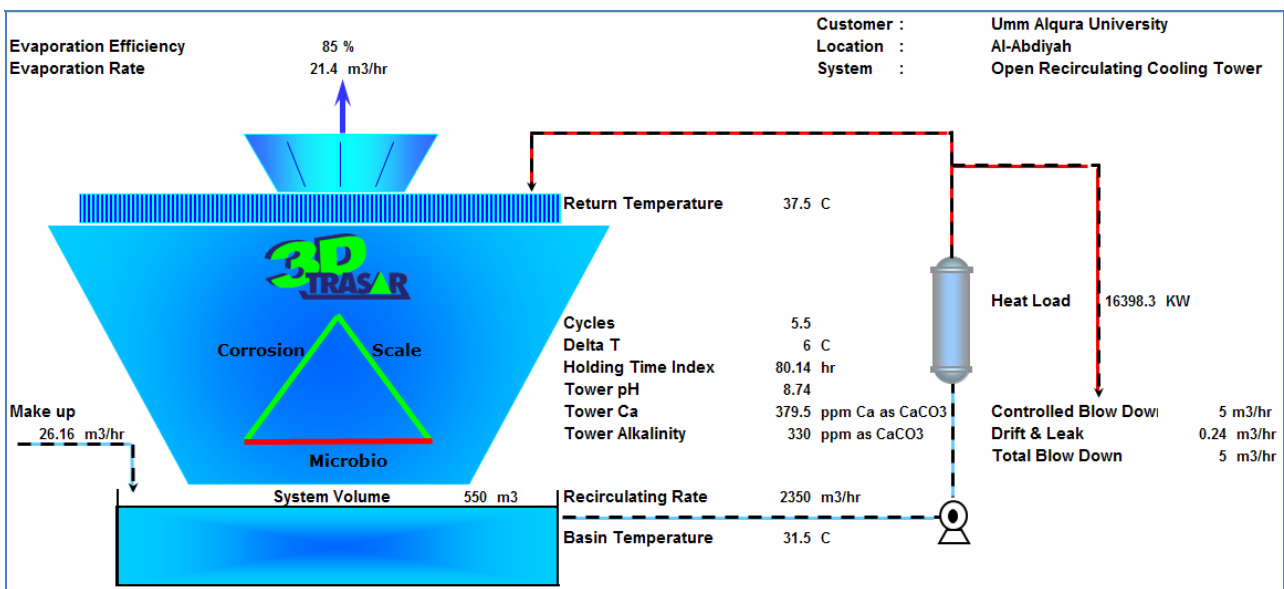 Customer : Umm Alqura University
Evaporation Efficiency 85 % Location : Al-Abdiyah
Evaporation Rate 21.4 m3/hr System : Open Recirculating Cooling Tower
Return Temperature 37.5 C
3D
TRASAR
Heat Load 16398.3 KW
Cycles 5.5
Corrosion Scale Delta T 6 C
Holding Time Index 80.14 hr
Tower pH 8.74
Make up Tower Ca 379.5 ppm Ca as CaCO3 Controlled Blow Down 5 m3/hr
26.16 m3/hr Tower Alkalinity 330 ppm as CaCO3 Drift & Leak 0.24 m3/hr
Microbio Total Blow Down 5 m3/hr
System Volume 550 m3 Recirculating Rate 2350 m3/hr
Basin Temperature 31.5 C